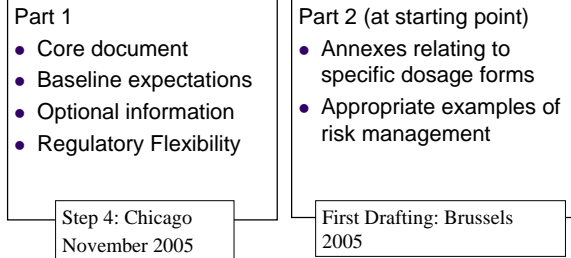 Part 1
• Core document
• Baseline expectations
• Optional information
• Regulatory Flexibility
Step 4: Chicago
November 2005
Part 2 (at starting point)
• Annexes relating to
specific dosage forms
• Appropriate examples of
risk management
First Drafting: Brussels
2005